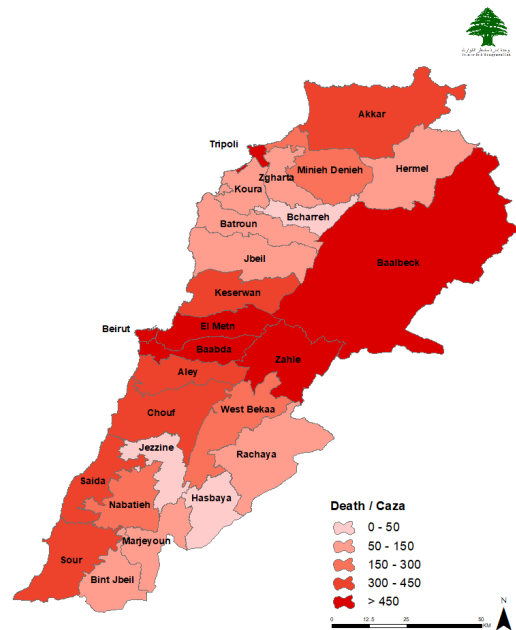 Akkar
Tripoli
Minieh Denieh
Hermel
Zgharta
Koura
Bcharreh
Batroun
Jbeil
Baalbeck
Keserwan
El Metn
Beirut
Baabda
Zahle
Aley
West Bekaa
Chouf
Jezzine
Rachaya
Saida
Hasbaya
Nabatieh
Marjeyoun
Sour
Bint Jbeil
Death / Caza
0 - 50
50 - 150
150 - 300
300 - 450
> 450
N
0 12.5 25 50
KM